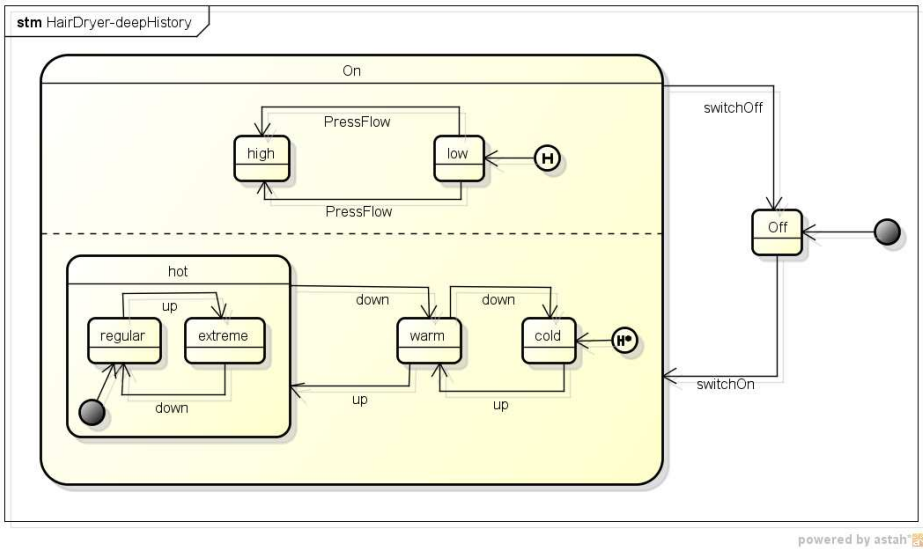 stm HairDryer-deepHistory
On
switchOff
PressFlow
high
low
H
PressFlow
Off
hot
down
down
up
regular
extreme
warm
cold
H*
down
up
up
switchOn
powered by astah*